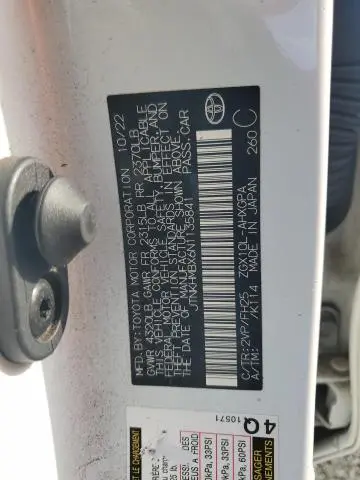 MFD.BY:TOYOTA MOTOR CORPORATION 10/22
GVWR 4320LB GAWR FR 2315LB RR 2370LB
THIS VEHICLE CONFORMS TO ALL APPLICABLE
FEDERAL MOTOR VEHICLE SAFETY, BUMPER, AND
THEFT PREVENTION STANDARDS IN EFFECT ON
THE DATE OF MANUFACTURE SHOWN ABOVE.
JTNKHMBX6N1135841 PASS.CAR
C/TR:2VP7/FH25 ZGX10L-AHXGPA
A/TM: /K114 MADE IN JAPAN 260 C
4Q 10571